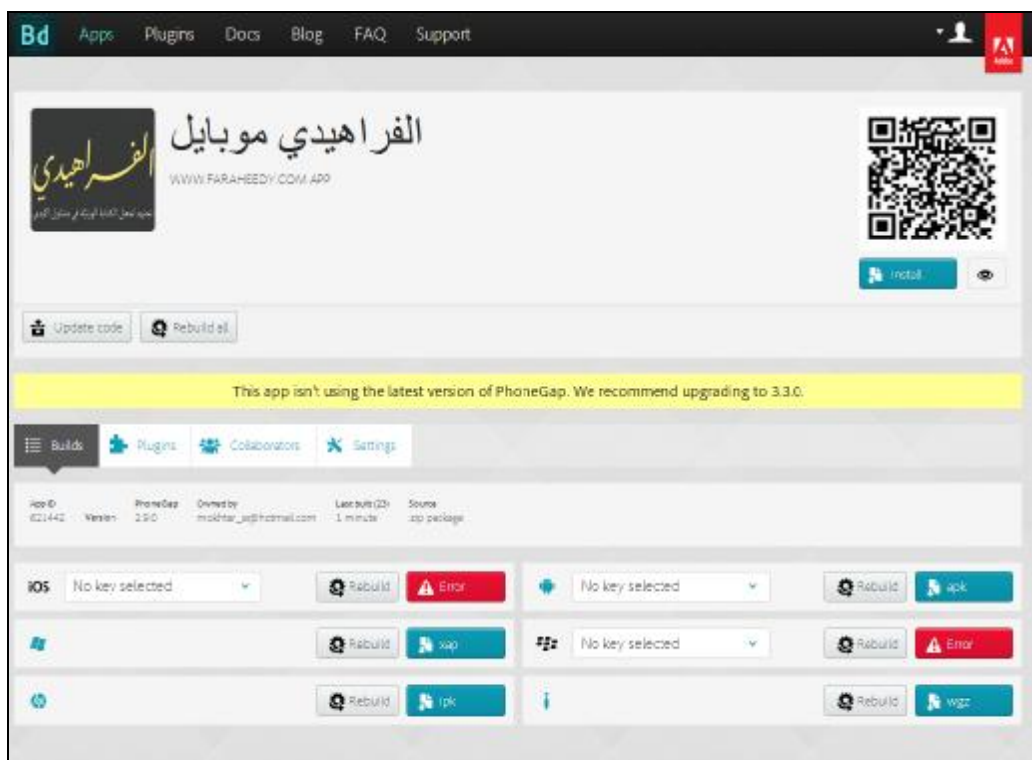 Bd Apps Plugins Docs Blog FAQ Support
Adobe
الفراهيدي موبايل
الفراهيدي
WWW.FARAHEEDY.COM.APP
Install
Update code Rebuild all
This app isn't using the latest version of PhoneGap. We recommend upgrading to 3.3.0.
Builds Plugins Collaborators Settings
App ID PhoneGap Owned by Last built (23) Source
621442 Version 2.9.0 1 minute .zip package
iOS No key selected Rebuild Error
No key selected Rebuild apk
Rebuild xap
No key selected Rebuild Error
Rebuild ipk
Rebuild wgz